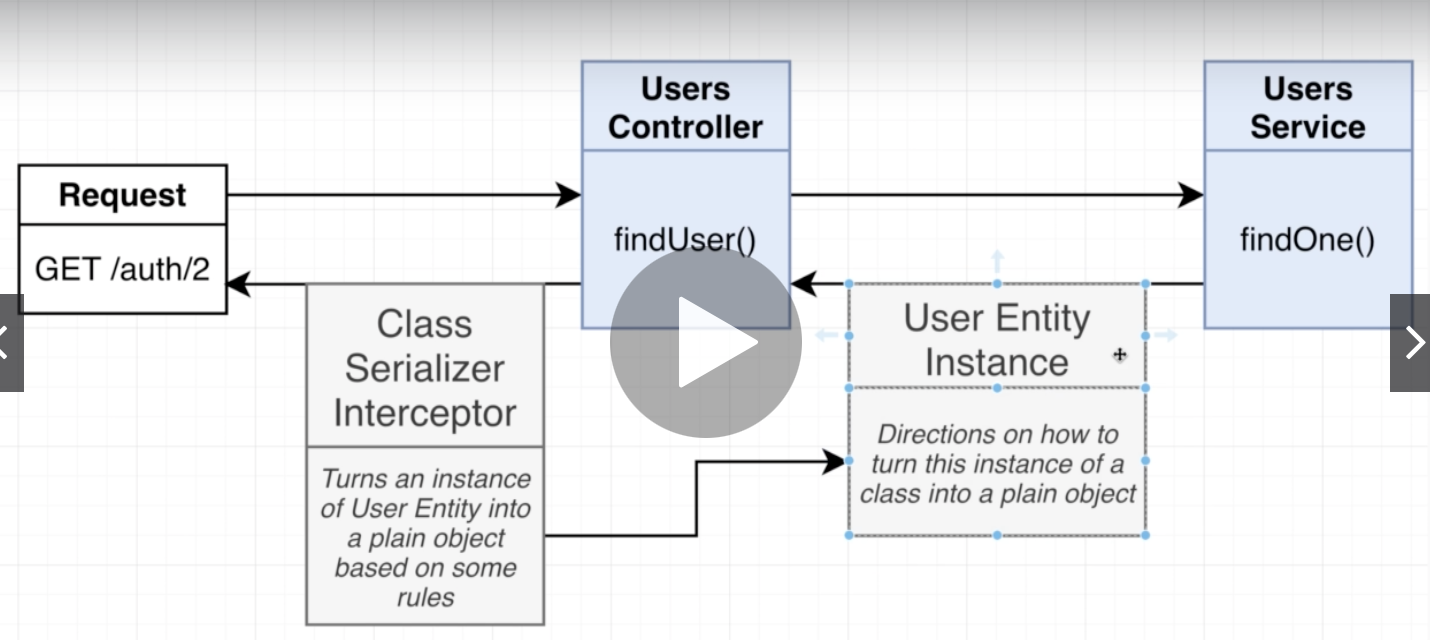 Users
Controller
Users
Service
Request
GET /auth/2
findUser()
findOne()
Class
Serializer
Interceptor
Turns an instance
of User Entity into
a plain object
based on some
rules
User Entity
Instance
Directions on how to
turn this instance of a
class into a plain object